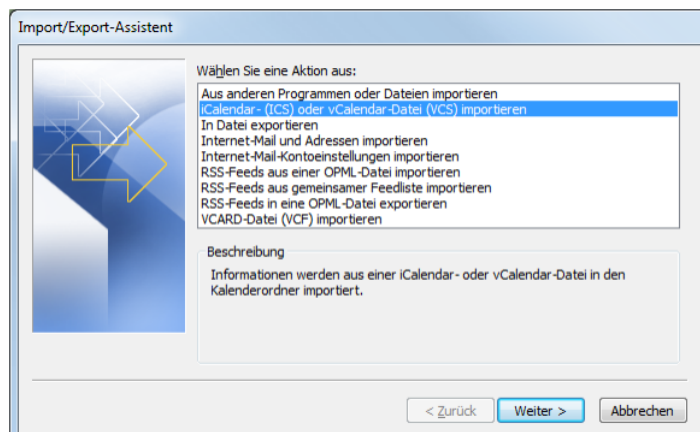 Import/Export-Assistent
Wählen Sie eine Aktion aus:
Aus anderen Programmen oder Dateien importieren
iCalendar- (ICS) oder vCalendar-Datei (VCS) importieren
In Datei exportieren
Internet-Mail und Adressen importieren
Internet-Mail-Kontoeinstellungen importieren
RSS-Feeds aus einer OPML-Datei importieren
RSS-Feeds aus gemeinsamer Feedliste importieren
RSS-Feeds in eine OPML-Datei exportieren
VCARD-Datei (VCF) importieren
Beschreibung
Informationen werden aus einer iCalendar- oder vCalendar-Datei in den
Kalenderordner importiert.
< Zurück Weiter > Abbrechen